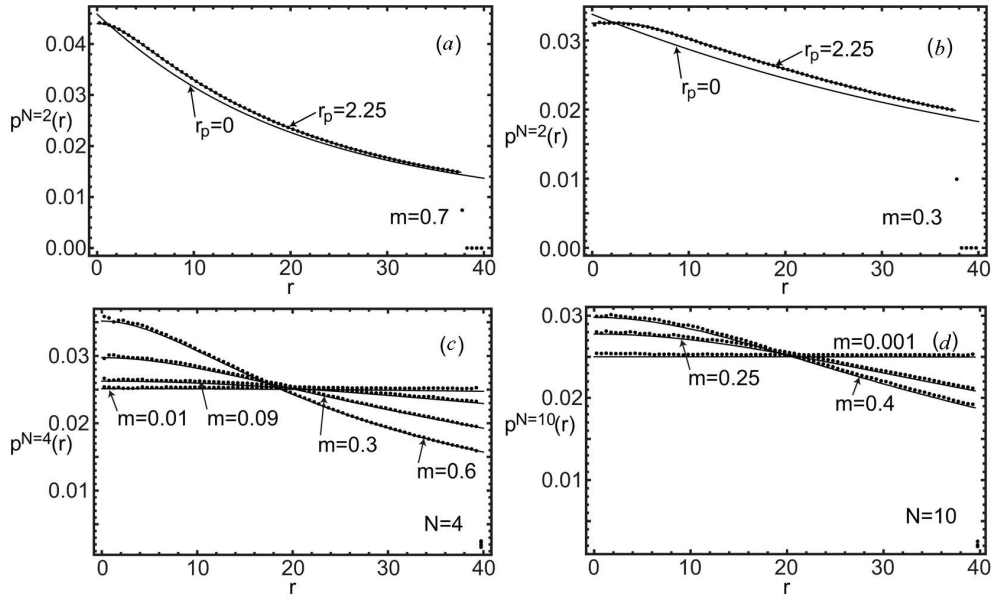 (a)
0.04
0.03
0.02
0.01
0.00
p^{N=2}(r)
r_p=0
r_p=2.25
m=0.7
0 10 20 30 40
r
(b)
0.03
0.02
0.01
0.00
p^{N=2}(r)
r_p=0
r_p=2.25
m=0.3
0 10 20 30 40
r
(c)
0.03
0.02
0.01
p^{N=4}(r)
m=0.01
m=0.09
m=0.3
m=0.6
N=4
0 10 20 30 40
r
(d)
0.03
0.02
0.01
p^{N=10}(r)
m=0.001
m=0.25
m=0.4
N=10
0 10 20 30 40
r